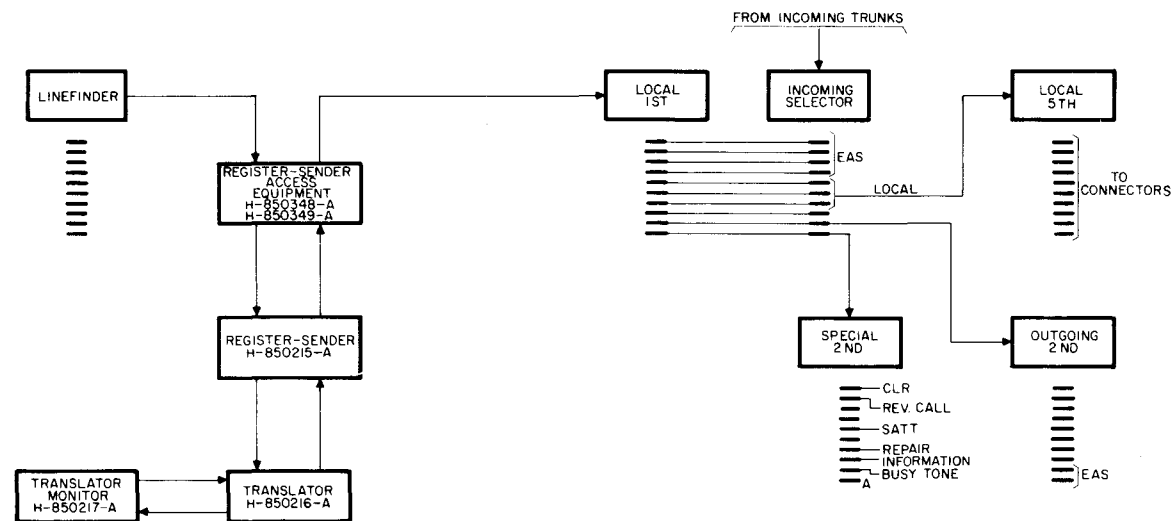 FROM INCOMING TRUNKS
LINEFINDER
LOCAL
1ST
INCOMING
SELECTOR
LOCAL
5TH
REGISTER-SENDER
ACCESS
EQUIPMENT
H-850348-A
H-850349-A
EAS
LOCAL
TO
CONNECTORS
REGISTER-SENDER
H-850215-A
SPECIAL
2ND
OUTGOING
2ND
CLR
REV. CALL
SATT
REPAIR
INFORMATION
BUSY TONE
A
EAS
TRANSLATOR
MONITOR
H-850217-A
TRANSLATOR
H-850216-A